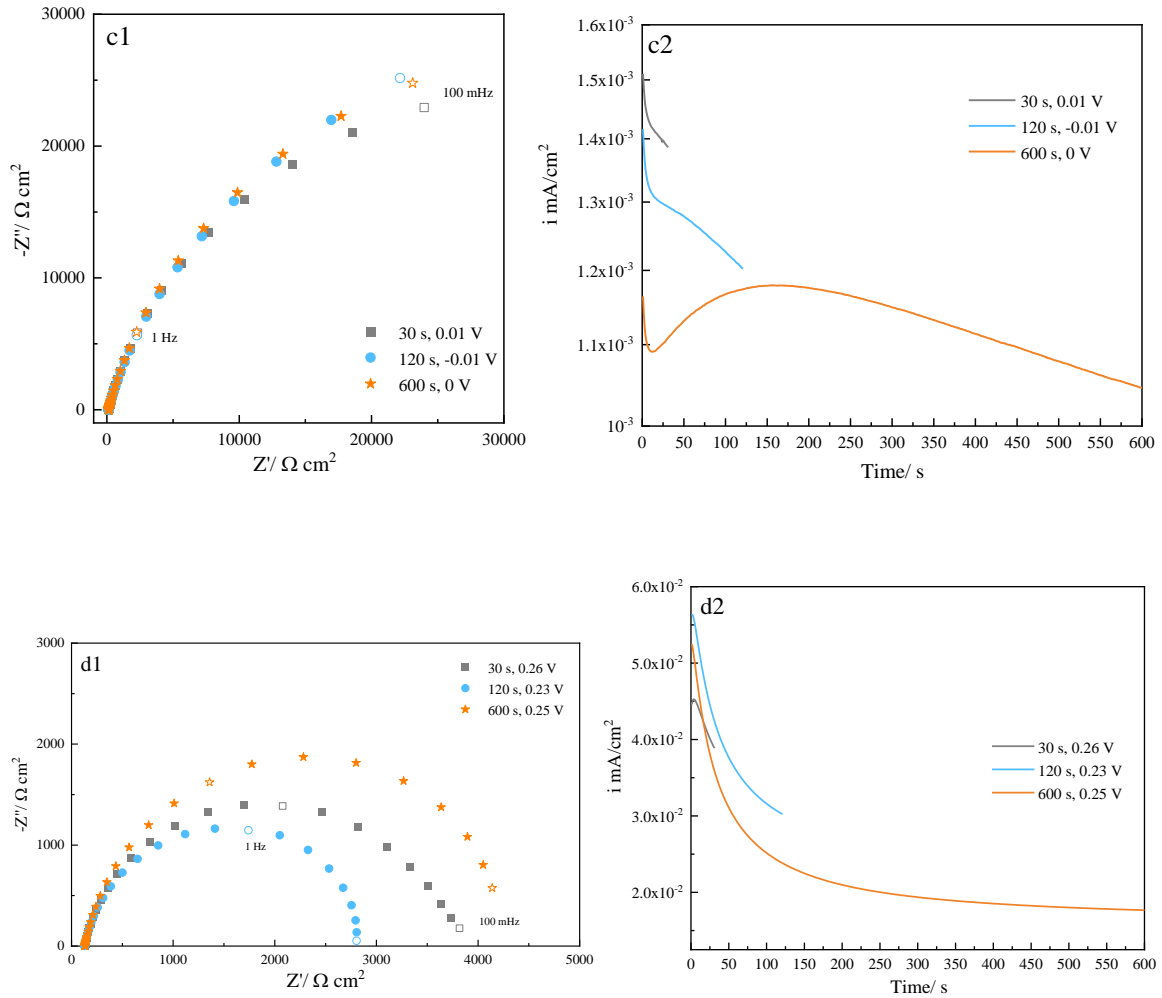 c1
30000
20000
10000
0
-Z''/ Ω cm²
100 mHz
1 Hz
30 s, 0.01 V
120 s, -0.01 V
600 s, 0 V
0 10000 20000 30000
Z'/ Ω cm²
c2
1.6x10⁻³
1.5x10⁻³
1.4x10⁻³
1.3x10⁻³
1.2x10⁻³
1.1x10⁻³
10⁻³
i mA/cm²
30 s, 0.01 V
120 s, -0.01 V
600 s, 0 V
0 50 100 150 200 250 300 350 400 450 500 550 600
Time/ s
d1
3000
2000
1000
0
-Z''/ Ω cm²
30 s, 0.26 V
120 s, 0.23 V
600 s, 0.25 V
1 Hz
100 mHz
0 1000 2000 3000 4000 5000
Z'/ Ω cm²
d2
6.0x10⁻²
5.0x10⁻²
4.0x10⁻²
3.0x10⁻²
2.0x10⁻²
i mA/cm²
30 s, 0.26 V
120 s, 0.23 V
600 s, 0.25 V
0 50 100 150 200 250 300 350 400 450 500 550 600
Time/ s